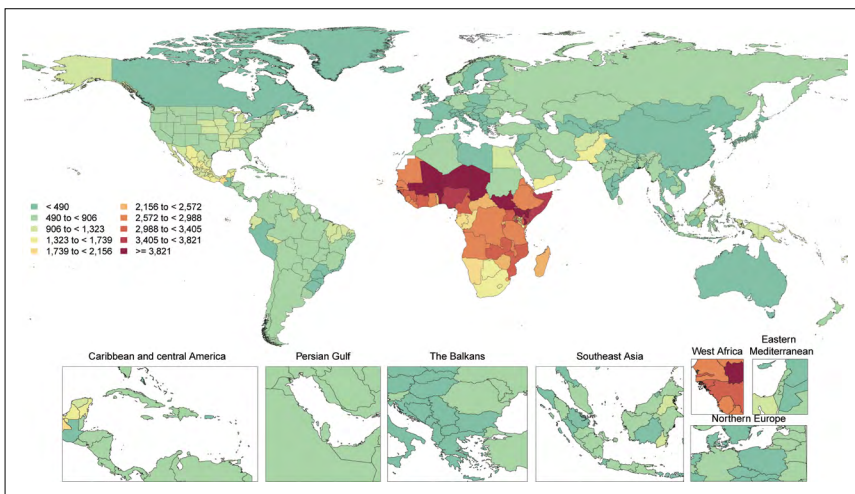 < 490
490 to < 906
906 to < 1,323
1,323 to < 1,739
1,739 to < 2,156
2,156 to < 2,572
2,572 to < 2,988
2,988 to < 3,405
3,405 to < 3,821
>= 3,821
Caribbean and central America
Persian Gulf
The Balkans
Southeast Asia
West Africa
Eastern
Mediterranean
Northern Europe